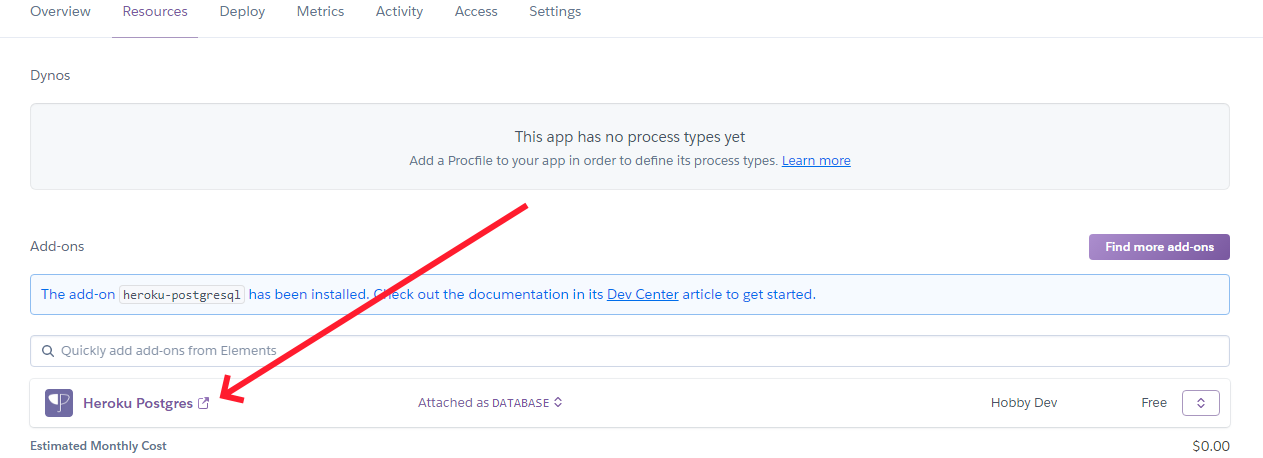 Overview Resources Deploy Metrics Activity Access Settings
Dynos
This app has no process types yet
Add a Procfile to your app in order to define its process types. Learn more
Add-ons
Find more add-ons
The add-on heroku-postgresql has been installed. Check out the documentation in its Dev Center article to get started.
Quickly add add-ons from Elements
Heroku Postgres Attached as DATABASE Hobby Dev Free
Estimated Monthly Cost $0.00